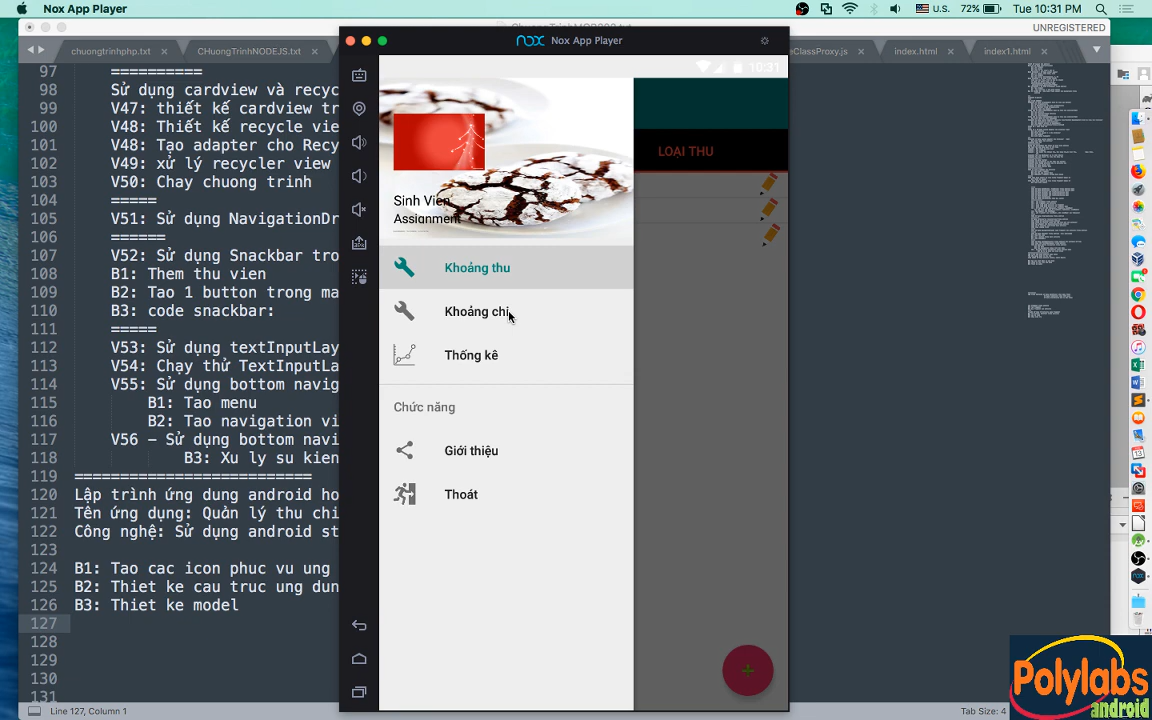 Nox App Player
U.S.
72%
Tue 10:31 PM
UNREGISTERED
chuongtrinhphp.txt
CHuongTrinhNODEJS.txt
eClassProxy.js
index.html
index1.html
nox Nox App Player
10:31
LOẠI THU
Sinh Viên
Assignment
Khoảng thu
Khoảng chi
Thống kê
Chức năng
Giới thiệu
Thoát
97 ==========
98 Sử dụng cardview và recyc
99 V47: thiết kế cardview tr
100 V48: Thiết kế recycle vie
101 V48: Tạo adapter cho Recy
102 V49: xử lý recycler view
103 V50: Chay chuong trinh
104 =====
105 V51: Sử dụng NavigationDr
106 ======
107 V52: Sử dụng Snackbar tro
108 B1: Them thu vien
109 B2: Tao 1 button trong ma
110 B3: code snackbar:
111 =====
112 V53: Sử dụng textInputLay
113 V54: Chạy thử TextInputLa
114 V55: Sử dụng bottom navig
115 B1: Tao menu
116 B2: Tao navigation vi
117 V56 – Sử dụng bottom navi
118 B3: Xu ly su kien
119 ==========================
120 Lập trình ứng dung android ho
121 Tên ứng dụng: Quản lý thu chi
122 Công nghệ: Sử dụng android st
123
124 B1: Tao cac icon phuc vu ung
125 B2: Thiet ke cau truc ung dun
126 B3: Thiet ke model
127
128
129
130
131
Line 127, Column 1
Tab Size: 4
Polylabs
android